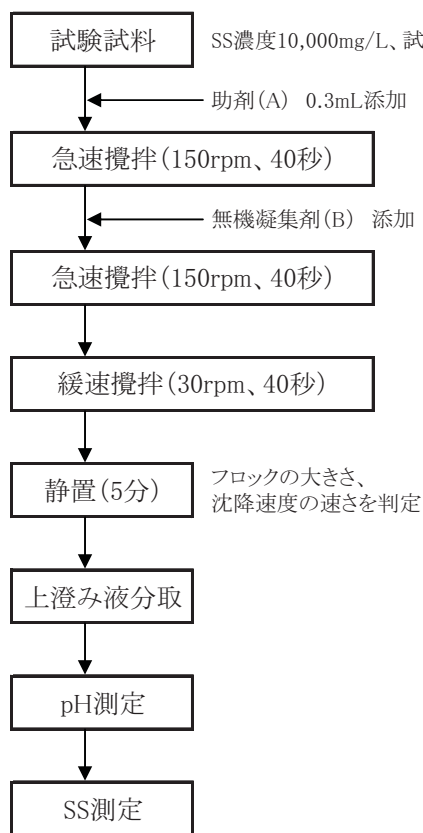 試験試料
SS濃度10,000mg/L、試
助剤(A) 0.3mL添加
急速攪拌(150rpm、40秒)
無機凝集剤(B) 添加
急速攪拌(150rpm、40秒)
緩速攪拌(30rpm、40秒)
静置(5分)
フロックの大きさ、
沈降速度の速さを判定
上澄み液分取
pH測定
SS測定